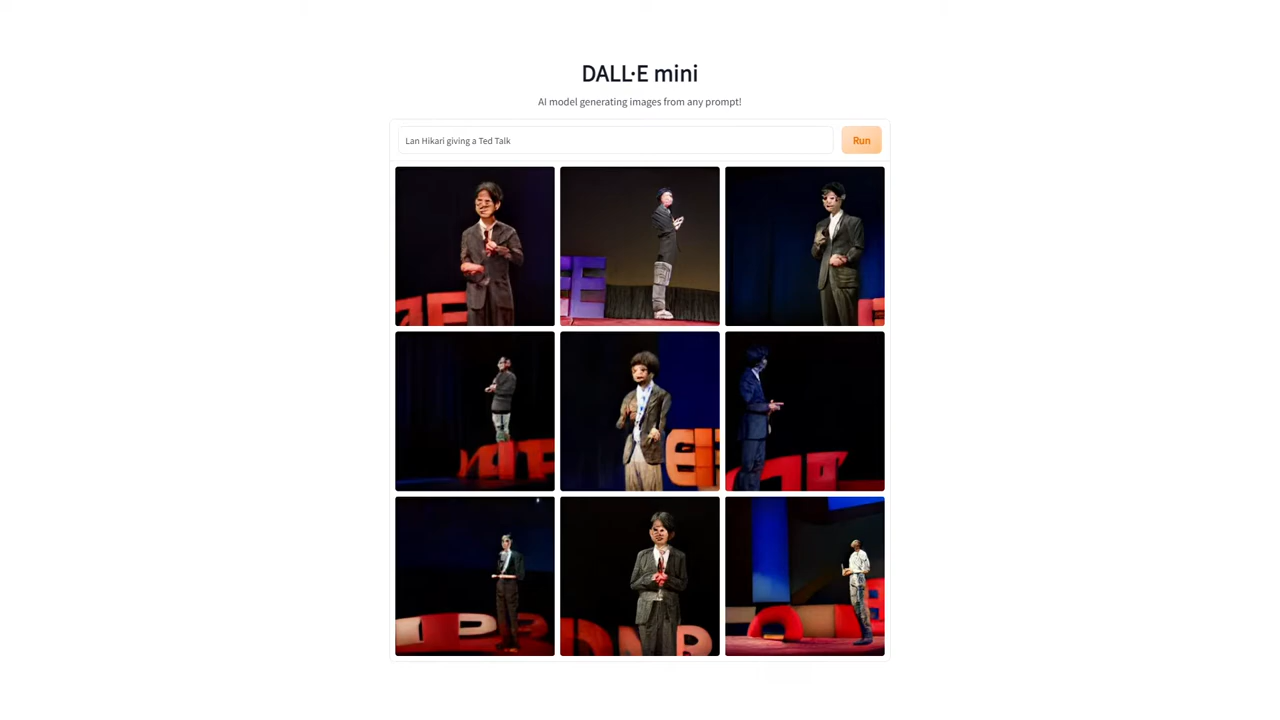 DALL·E mini
AI model generating images from any prompt!
Lan Hikari giving a Ted Talk
Run